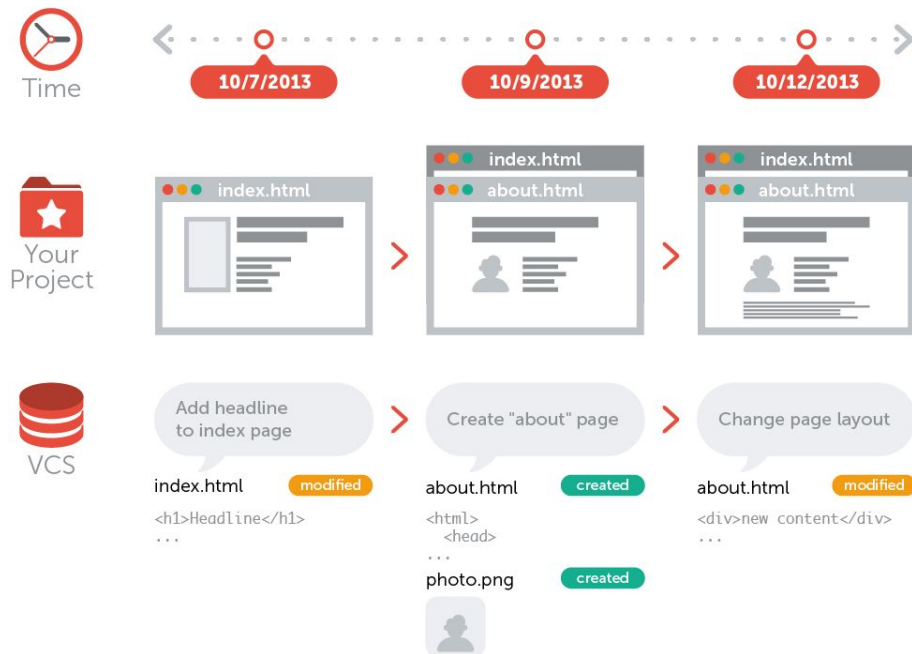 Time
10/7/2013
10/9/2013
10/12/2013
Your
Project
index.html
index.html
about.html
index.html
about.html
VCS
Add headline
to index page
Create "about" page
Change page layout
index.html
modified
<h1>Headline</h1>
...
about.html
created
<html>
<head>
...
photo.png
created
about.html
modified
<div>new content</div>
...